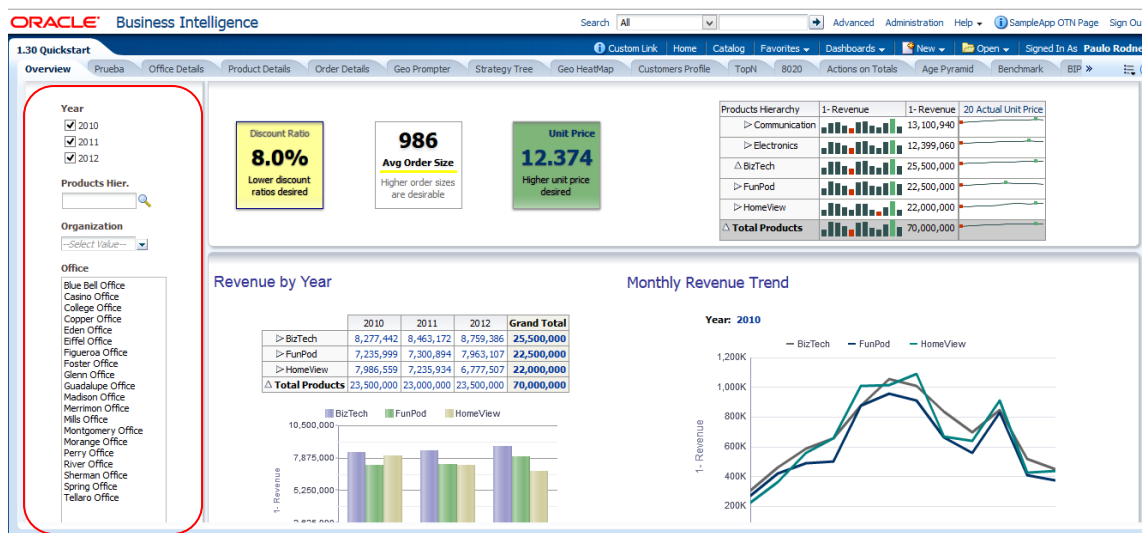 ORACLE Business Intelligence
Search All Advanced Administration Help SampleApp OTN Page Sign Ou
1.30 Quickstart
Custom Link Home Catalog Favorites Dashboards New Open Signed In As Paulo Rodne
Overview Prueba Office Details Product Details Order Details Geo Prompter Strategy Tree Geo HeatMap Customers Profile TopN 8020 Actions on Totals Age Pyramid Benchmark BIP »
Year
2010
2011
2012
Products Hier.
Organization
--Select Value--
Office
Blue Bell Office
Casino Office
College Office
Copper Office
Eden Office
Eiffel Office
Figueroa Office
Foster Office
Glenn Office
Guadalupe Office
Madison Office
Merrimon Office
Mills Office
Montgomery Office
Morange Office
Perry Office
River Office
Sherman Office
Spring Office
Tellaro Office
Discount Ratio
8.0%
Lower discount
ratios desired
986
Avg Order Size
Higher order sizes
are desirable
Unit Price
12.374
Higher unit price
desired
Products Hierarchy 1- Revenue 1- Revenue 20 Actual Unit Price
Communication 13,100,940
Electronics 12,399,060
BizTech 25,500,000
FunPod 22,500,000
HomeView 22,000,000
Total Products 70,000,000
Revenue by Year
2010 2011 2012 Grand Total
BizTech 8,277,442 8,463,172 8,759,386 25,500,000
FunPod 7,235,999 7,300,894 7,963,107 22,500,000
HomeView 7,986,559 7,235,934 6,777,507 22,000,000
Total Products 23,500,000 23,000,000 23,500,000 70,000,000
BizTech FunPod HomeView
10,500,000
7,875,000
5,250,000
2,625,000
1- Revenue
Monthly Revenue Trend
Year: 2010
BizTech FunPod HomeView
1,200K
1,000K
800K
600K
400K
200K
1- Revenue